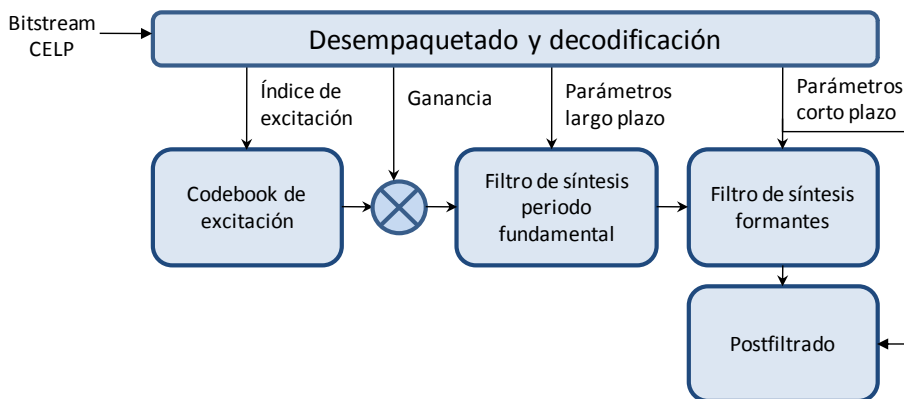 Bitstream
CELP
Desempaquetado y decodificación
Índice de
excitación
Ganancia
Parámetros
largo plazo
Parámetros
corto plazo
Codebook de
excitación
Filtro de síntesis
periodo
fundamental
Filtro de síntesis
formantes
Postfiltrado